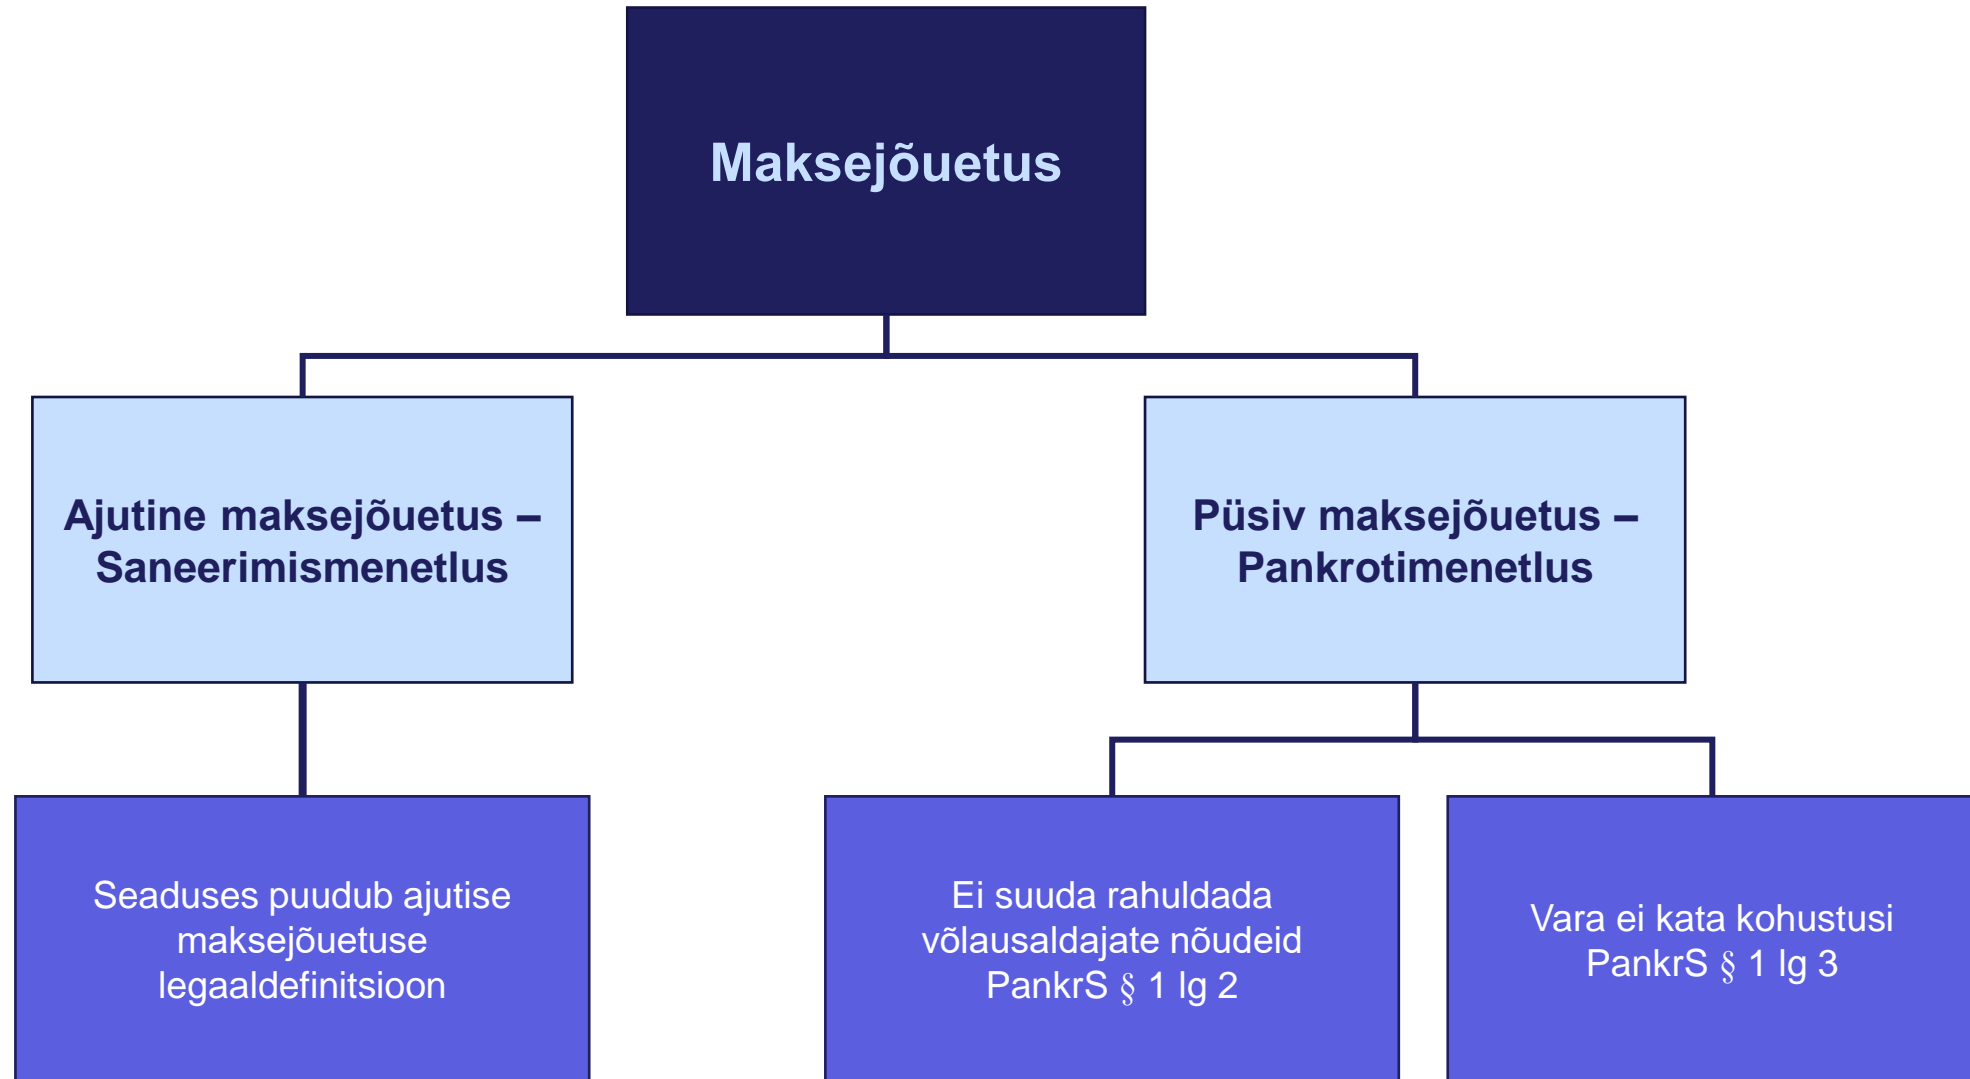 Maksejõuetus
Ajutine maksejõuetus –
Saneerimismenetlus
Püsiv maksejõuetus –
Pankrotimenetlus
Seaduses puudub ajutise
maksejõuetuse
legaaldefinitsioon
Ei suuda rahuldada
võlausaldajate nõudeid
PankrS § 1 lg 2
Vara ei kata kohustusi
PankrS § 1 lg 3